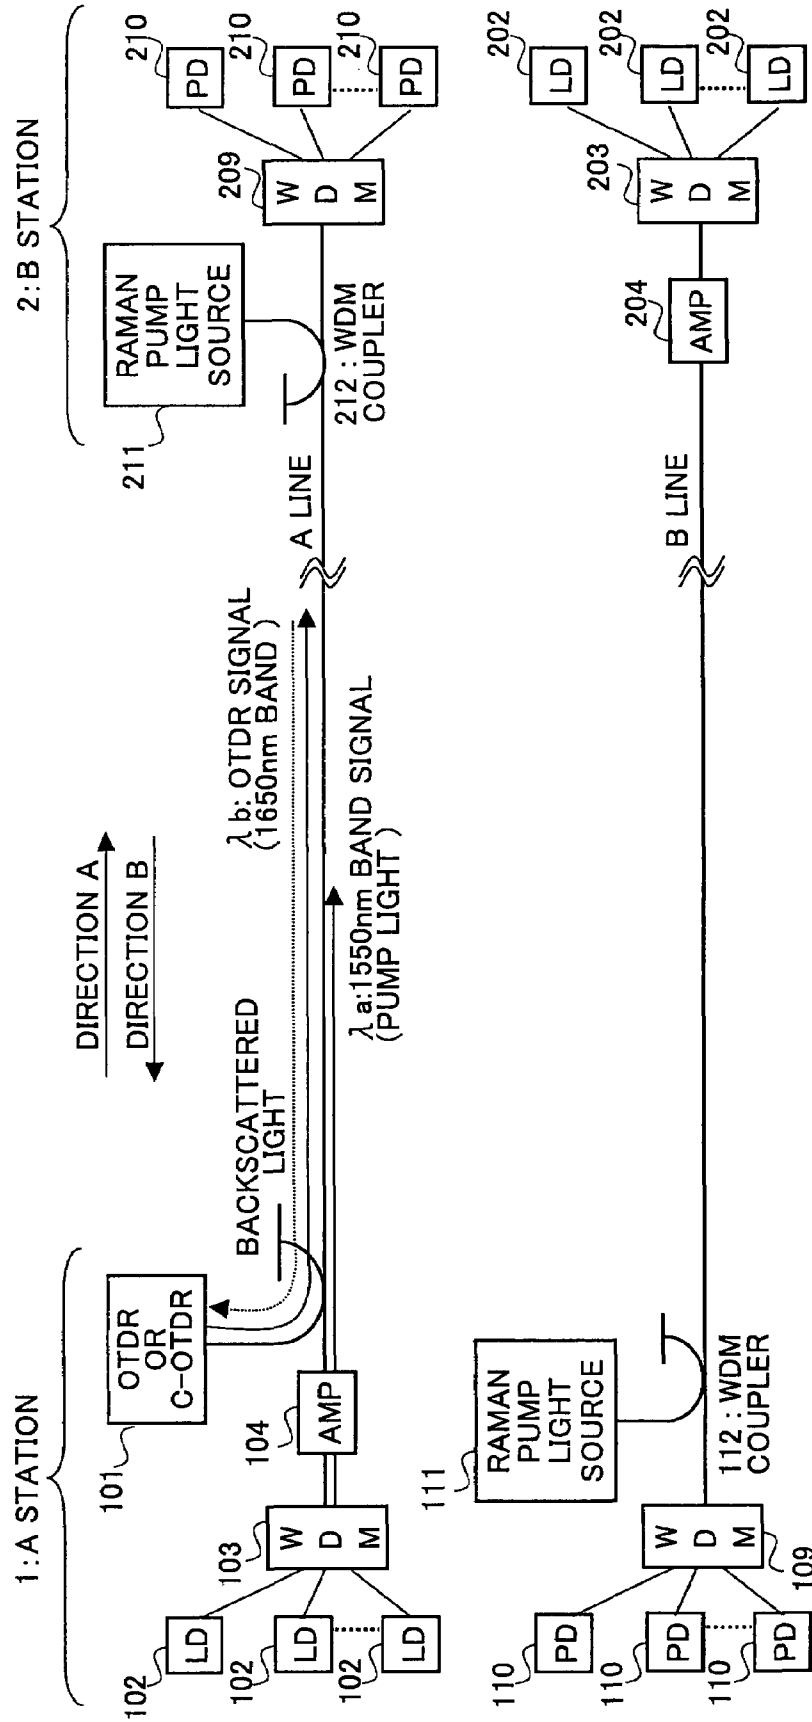 1:A STATION
2:B STATION
DIRECTION A
DIRECTION B
101
OTDR
OR
C-OTDR
BACKSCATTERED
LIGHT
λb: OTDR SIGNAL
(1650nm BAND)
λa:1550nm BAND SIGNAL
(PUMP LIGHT)
A LINE
211
RAMAN
PUMP
LIGHT
SOURCE
212 : WDM
COUPLER
102
LD
102
LD
102
LD
103
W
D
M
104
AMP
209
W
D
M
210
PD
210
PD
210
PD
110
PD
110
PD
110
PD
109
W
D
M
111
RAMAN
PUMP
LIGHT
SOURCE
112 : WDM
COUPLER
B LINE
204
AMP
203
W
D
M
202
LD
202
LD
202
LD